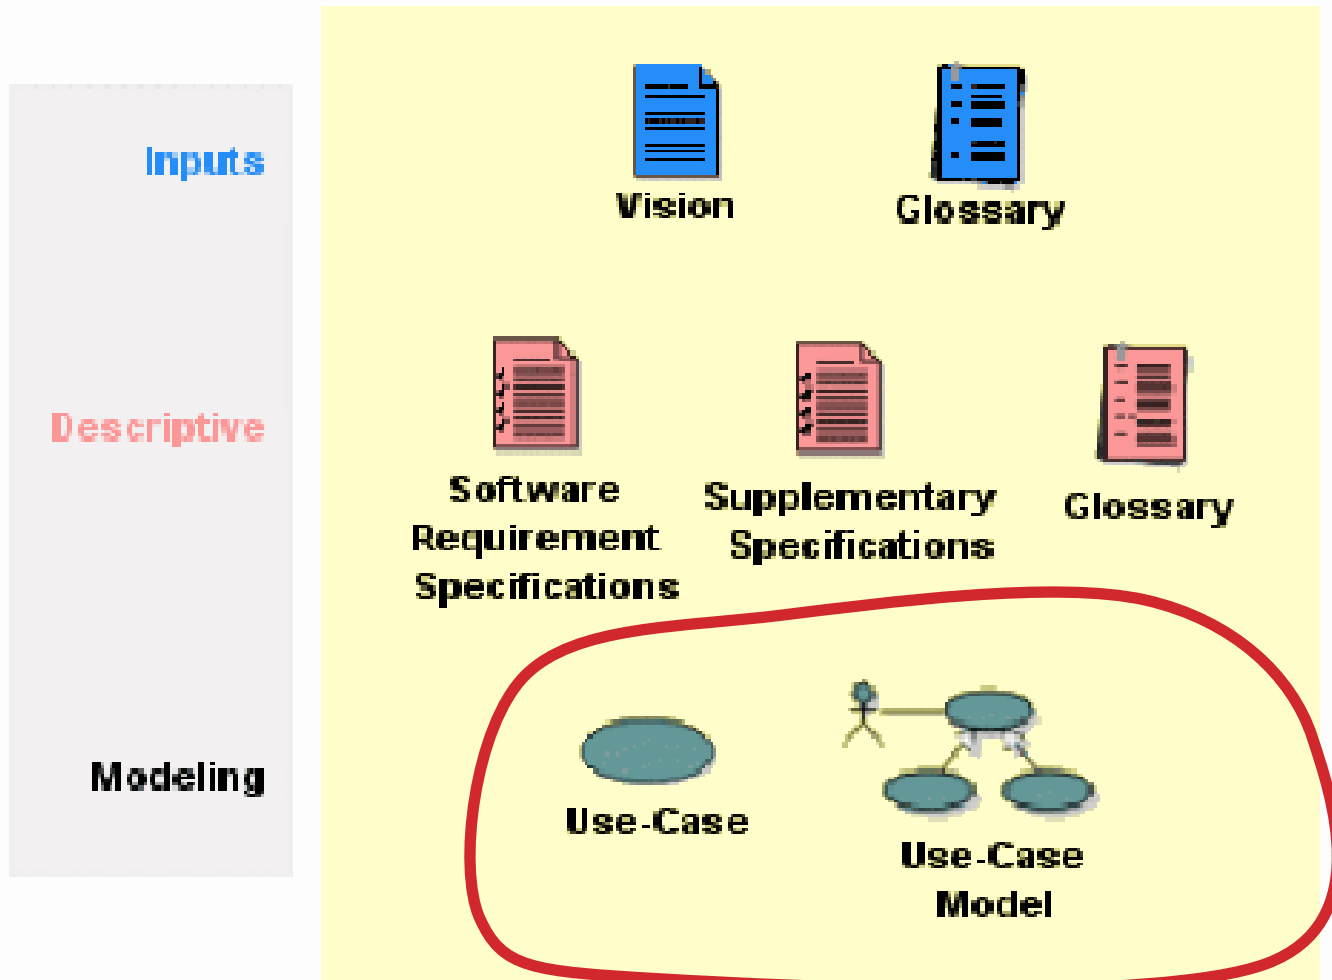 Inputs
Vision
Glossary
Descriptive
Software
Requirement
Specifications
Supplementary
Specifications
Glossary
Modeling
Use-Case
Use-Case
Model